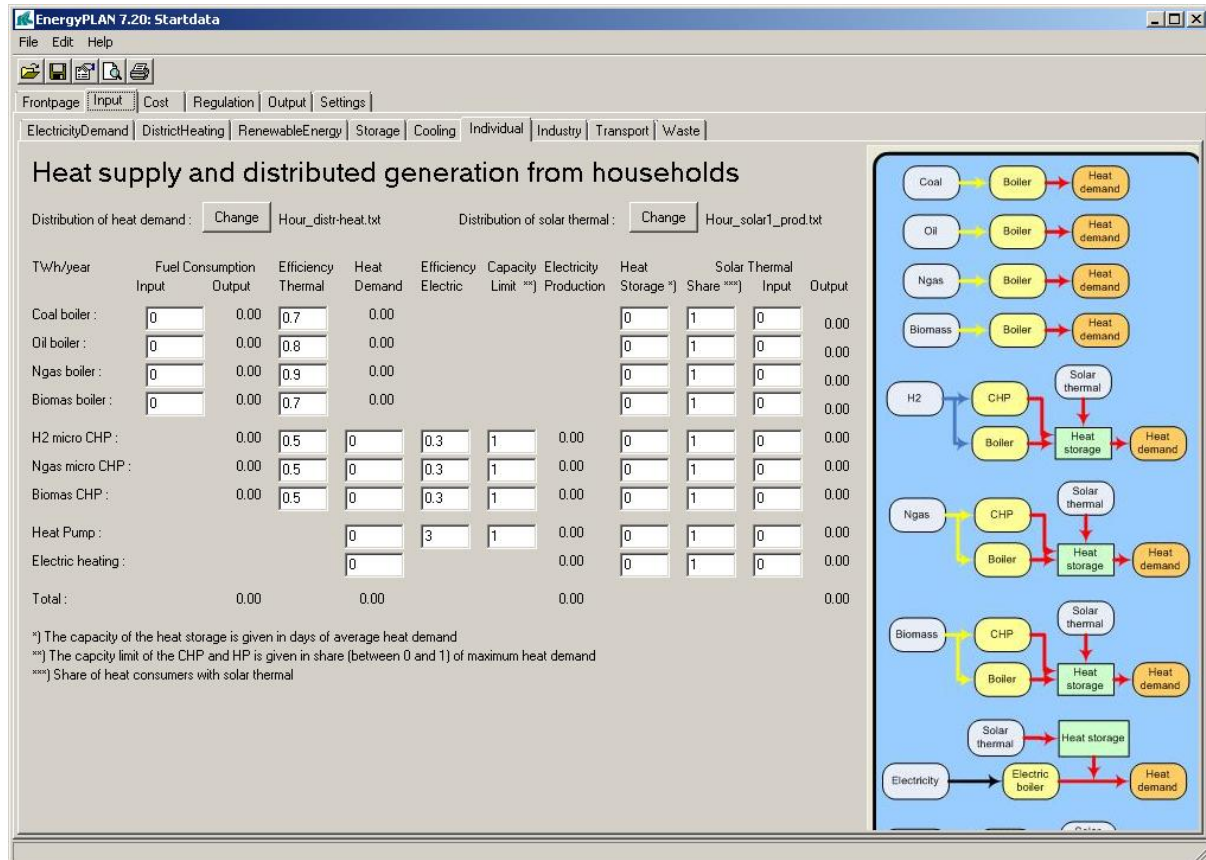 EnergyPLAN 7.20: Startdata
File Edit Help
Frontpage Input Cost Regulation Output Settings
ElectricityDemand DistrictHeating RenewableEnergy Storage Cooling Individual Industry Transport Waste
Heat supply and distributed generation from households
Distribution of heat demand : Change Hour_distr-heat.txt Distribution of solar thermal : Change Hour_solar1_prod.txt
TWh/year Fuel Consumption Efficiency Heat Efficiency Capacity Electricity Heat Solar Thermal
Input Output Thermal Demand Electric Limit **) Production Storage *) Share ***) Input Output
Coal boiler : 0 0.00 0.7 0.00 0 1 0 0.00
Oil boiler : 0 0.00 0.8 0.00 0 1 0 0.00
Ngas boiler : 0 0.00 0.9 0.00 0 1 0 0.00
Biomas boiler : 0 0.00 0.7 0.00 0 1 0 0.00
H2 micro CHP : 0.00 0.5 0 0.3 1 0.00 0 1 0 0.00
Ngas micro CHP : 0.00 0.5 0 0.3 1 0.00 0 1 0 0.00
Biomas CHP : 0.00 0.5 0 0.3 1 0.00 0 1 0 0.00
Heat Pump : 0 3 1 0.00 0 1 0 0.00
Electric heating : 0 0.00 0 1 0 0.00
Total : 0.00 0.00 0.00 0.00
*) The capacity of the heat storage is given in days of average heat demand
**) The capcity limit of the CHP and HP is given in share (between 0 and 1) of maximum heat demand
***) Share of heat consumers with solar thermal
Coal Boiler Heat demand
Oil Boiler Heat demand
Ngas Boiler Heat demand
Biomass Boiler Heat demand
Solar thermal
H2 CHP
Boiler Heat storage Heat demand
Solar thermal
Ngas CHP
Boiler Heat storage Heat demand
Solar thermal
Biomass CHP
Boiler Heat storage Heat demand
Solar thermal Heat storage
Electricity Electric boiler Heat demand